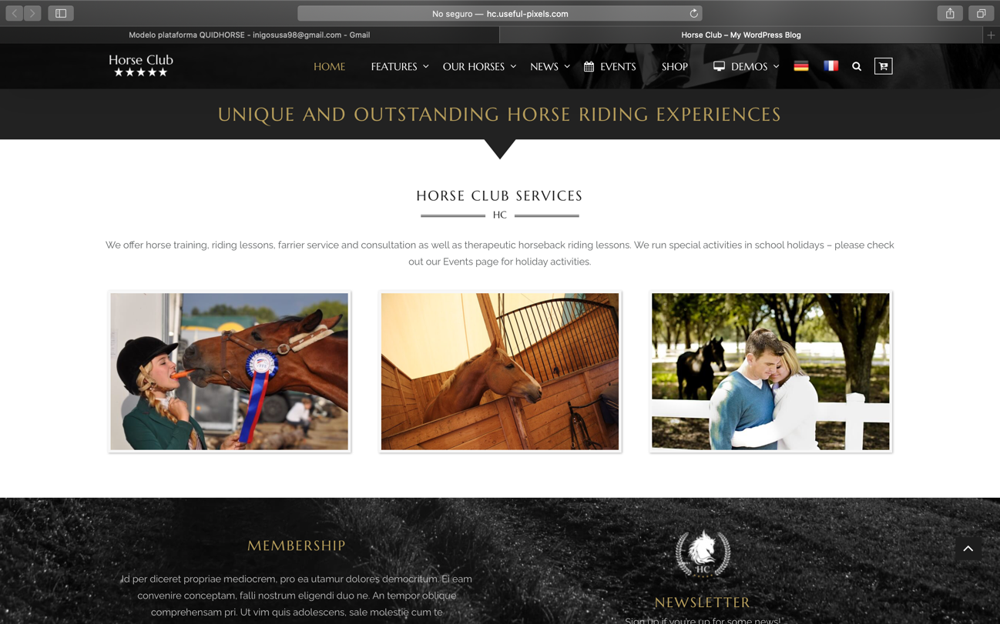 No seguro — hc.useful-pixels.com
Modelo plataforma QUIDHORSE - inigosusa98@gmail.com - Gmail
Horse Club – My WordPress Blog
Horse Club
HOME
FEATURES
OUR HORSES
NEWS
EVENTS
SHOP
DEMOS
UNIQUE AND OUTSTANDING HORSE RIDING EXPERIENCES
HORSE CLUB SERVICES
HC
We offer horse training, riding lessons, farrier service and consultation as well as therapeutic horseback riding lessons. We run special activities in school holidays – please check
out our Events page for holiday activities.
MEMBERSHIP
Id per diceret propriae mediocrem, pro ea utamur dolores democritum. Ei eam
convenire conceptam, falli nostrum eligendi duo ne. An tempor oblique
comprehensam pri. Ut vim quis adolescens, sale molestie cum te
HC
NEWSLETTER
Sign up if you're up for some news!